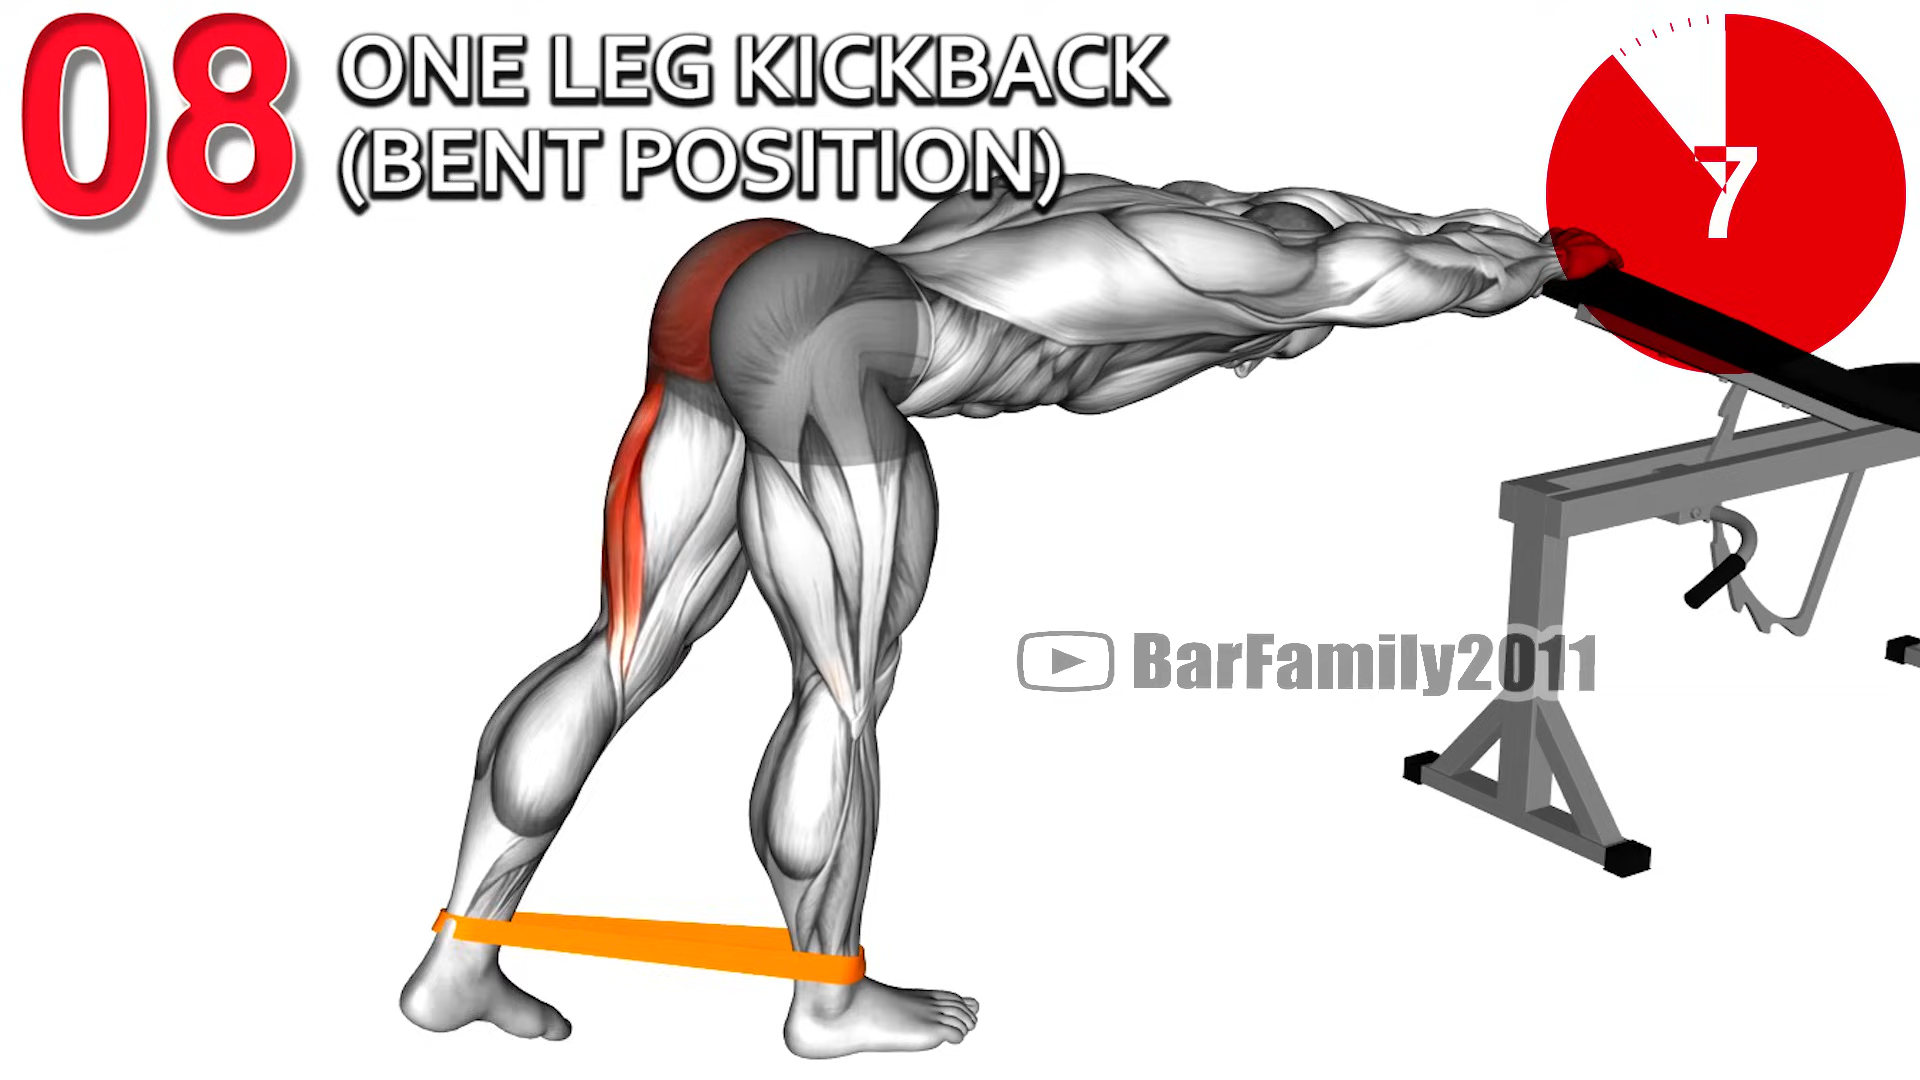 08
ONE LEG KICKBACK
(BENT POSITION)
7
BarFamily2011